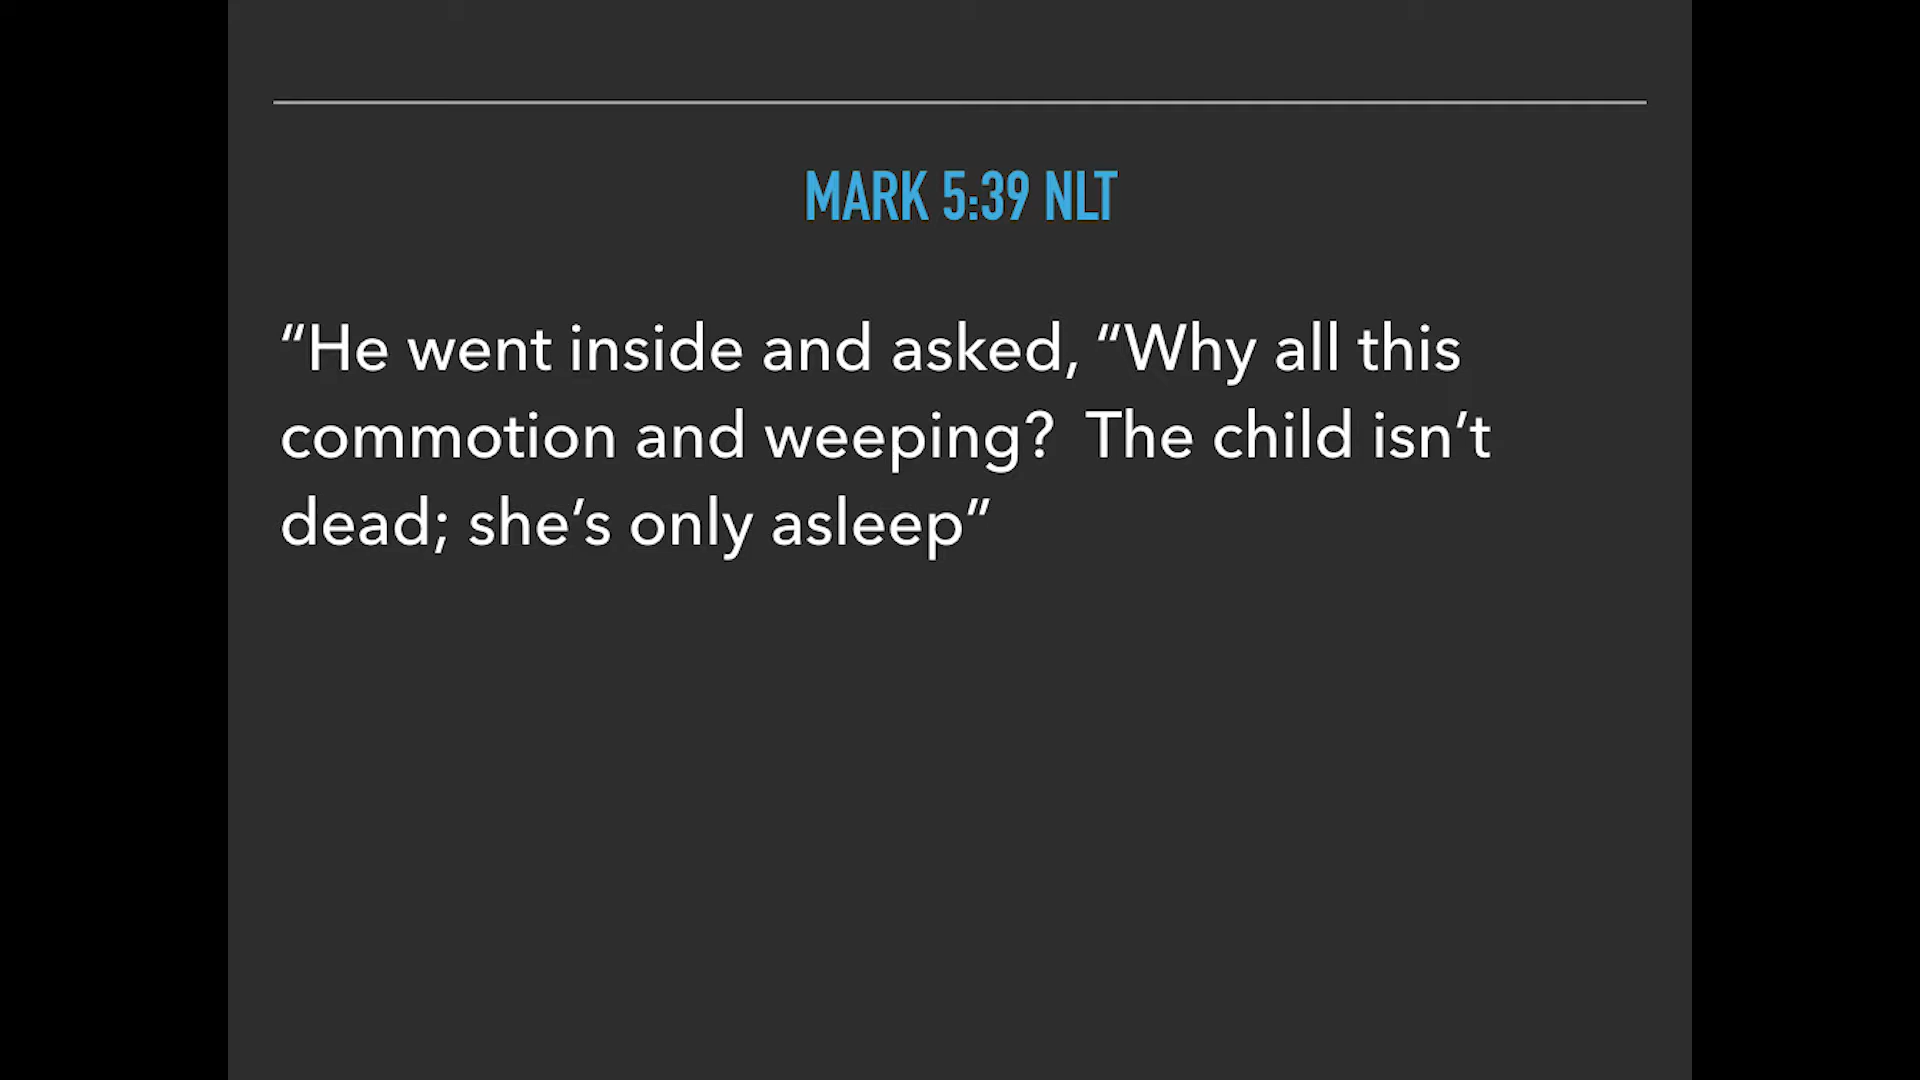 MARK 5:39 NLT
“He went inside and asked, “Why all this
commotion and weeping?  The child isn’t
dead; she’s only asleep”